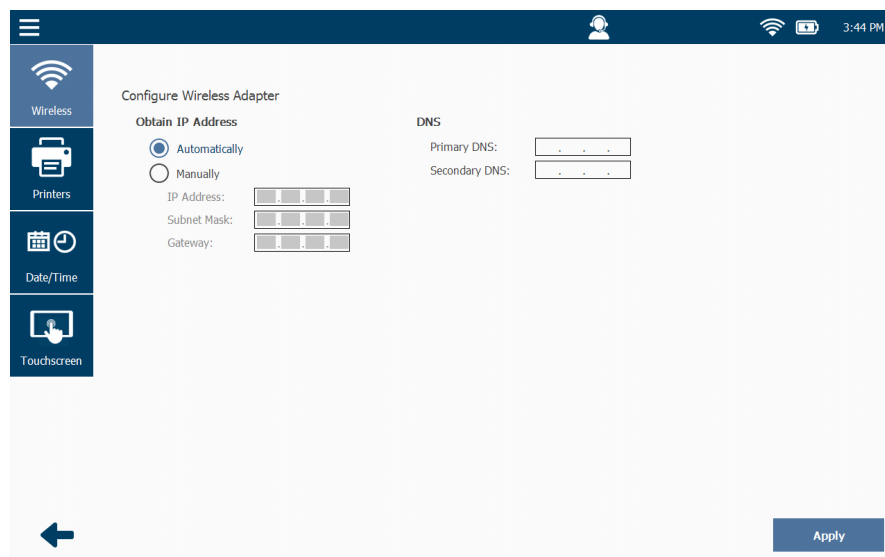 3:44 PM
Wireless
Printers
Date/Time
Touchscreen
Configure Wireless Adapter
Obtain IP Address
Automatically
Manually
IP Address:
Subnet Mask:
Gateway:
DNS
Primary DNS:
Secondary DNS:
Apply